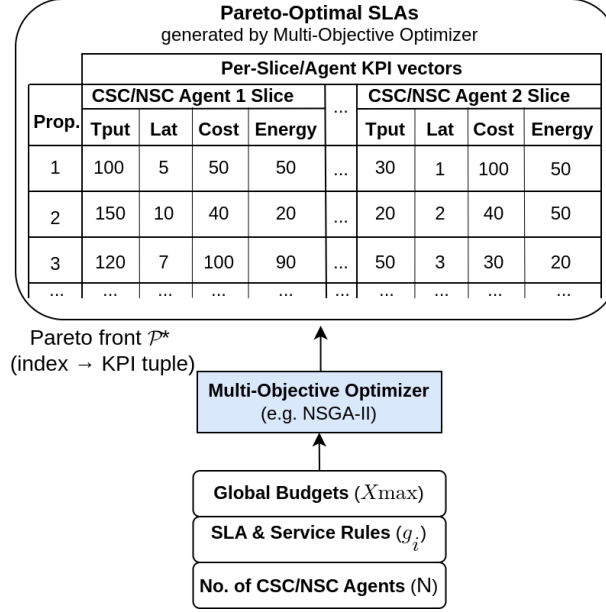 Pareto-Optimal SLAs
generated by Multi-Objective Optimizer
Per-Slice/Agent KPI vectors
CSC/NSC Agent 1 Slice ... CSC/NSC Agent 2 Slice
Prop. Tput Lat Cost Energy Tput Lat Cost Energy
1 100 5 50 50 ... 30 1 100 50
2 150 10 40 20 ... 20 2 40 50
3 120 7 100 90 ... 50 3 30 20
... ... ... ... ... ... ... ... ... ...
Pareto front 𝒫*
(index → KPI tuple)
Multi-Objective Optimizer
(e.g. NSGA-II)
Global Budgets (Xmax)
SLA & Service Rules (g_i)
No. of CSC/NSC Agents (N)